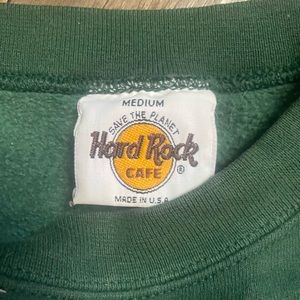 MEDIUM
SAVE THE PLANET
Hard Rock
CAFE ®
MADE IN U.S.A.